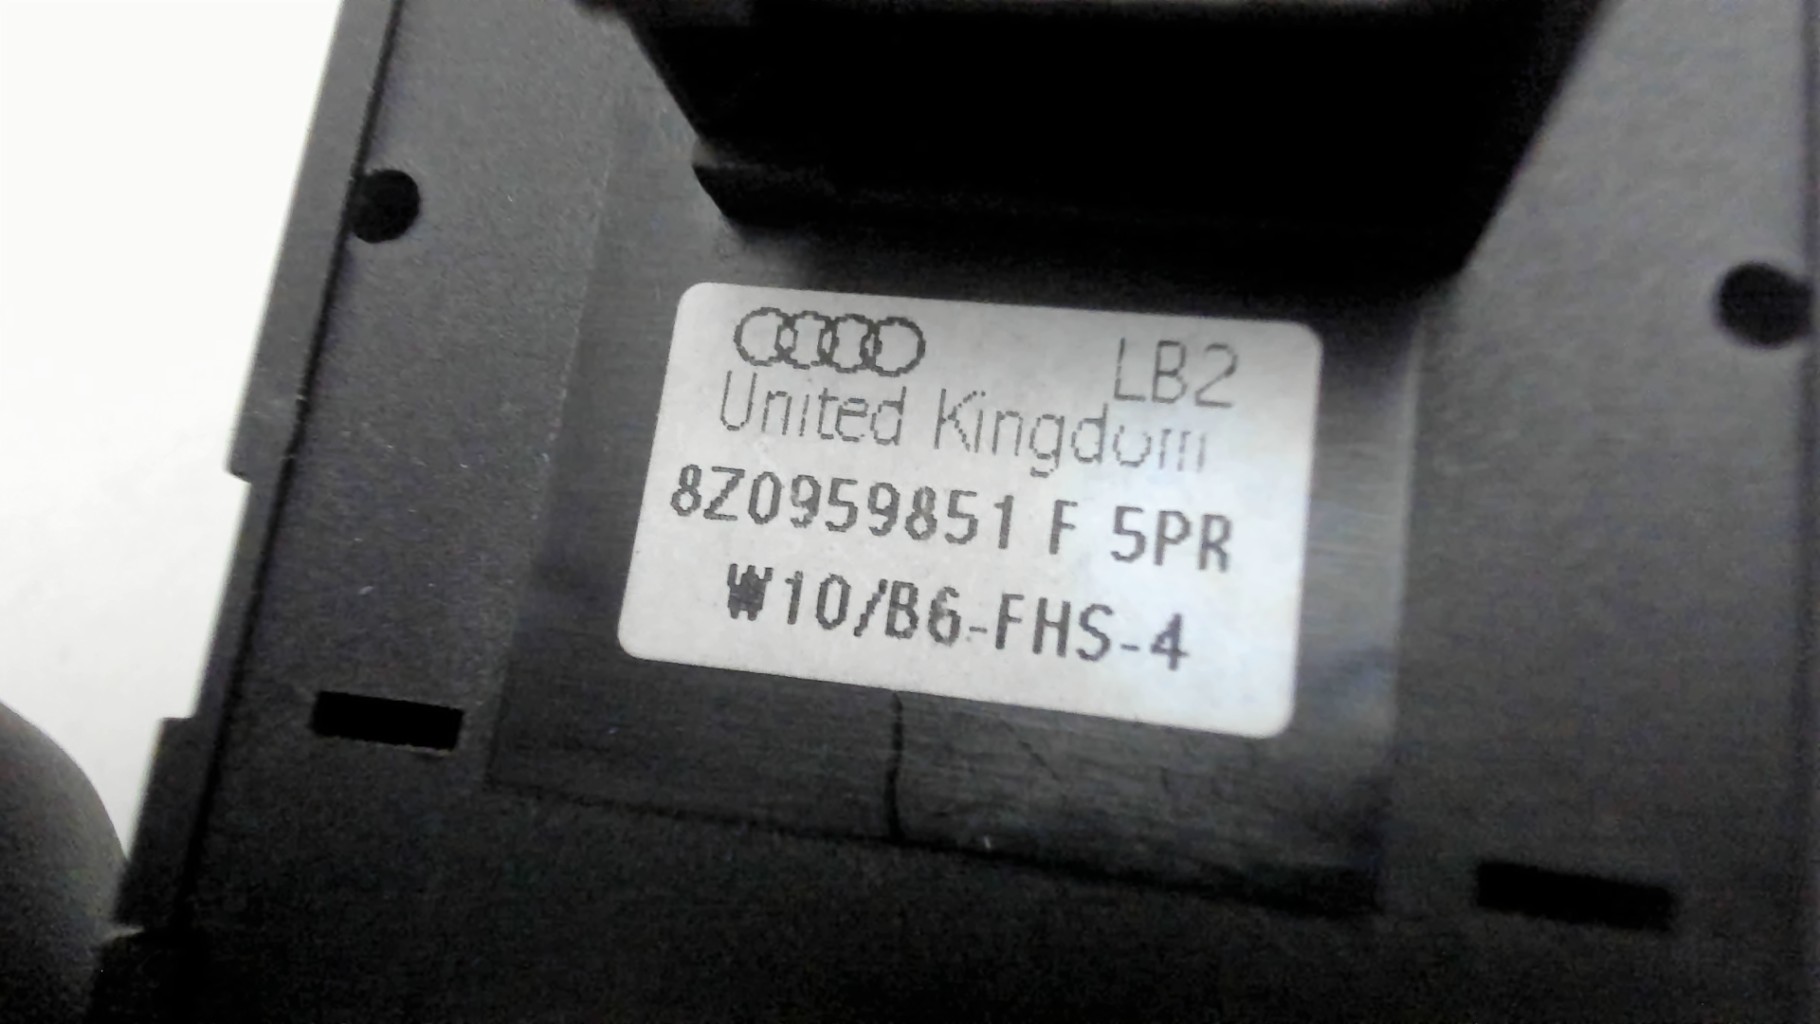 LB2
United Kingdom
8Z0959851 F 5PR
W10/B6-FHS-4